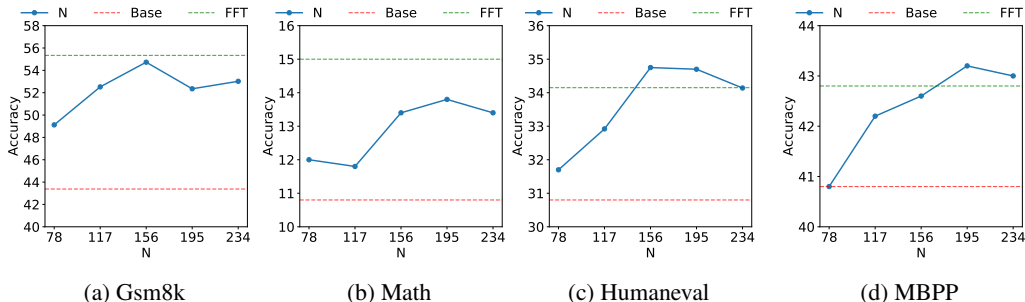 N Base FFT
58
56
54
52
50
48
46
44
42
40
Accuracy
78 117 156 195 234
N
(a) Gsm8k
N Base FFT
16
15
14
13
12
11
10
Accuracy
78 117 156 195 234
N
(b) Math
N Base FFT
36
35
34
33
32
31
30
Accuracy
78 117 156 195 234
N
(c) Humaneval
N Base FFT
44
43
42
41
40
Accuracy
78 117 156 195 234
N
(d) MBPP